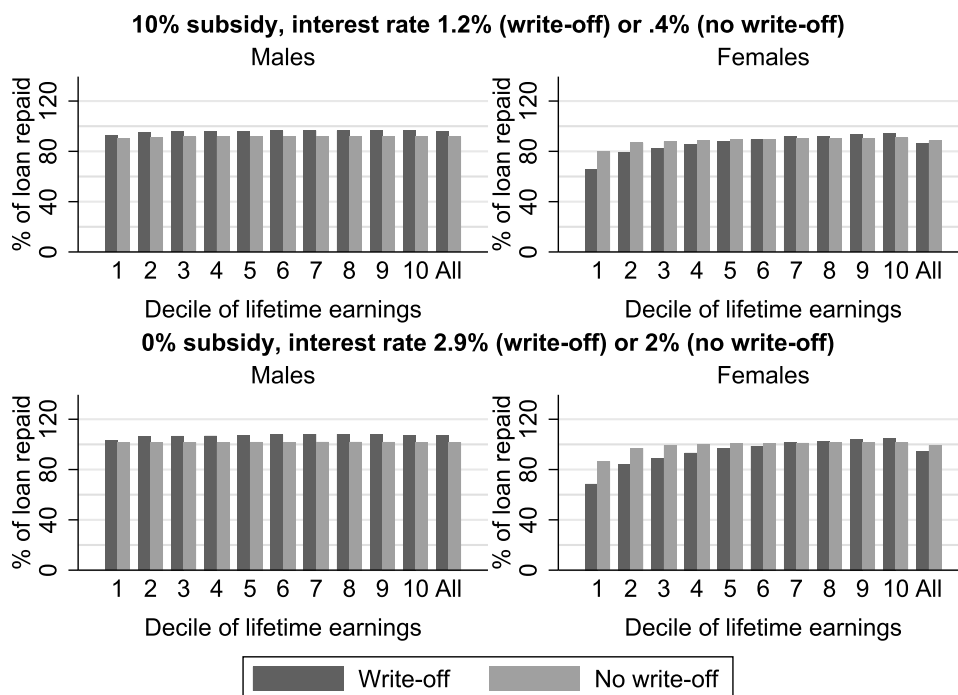 10% subsidy, interest rate 1.2% (write-off) or .4% (no write-off)
Males
Females
% of loan repaid
0 40 80 120
1 2 3 4 5 6 7 8 9 10 All
Decile of lifetime earnings
% of loan repaid
0 40 80 120
1 2 3 4 5 6 7 8 9 10 All
Decile of lifetime earnings
0% subsidy, interest rate 2.9% (write-off) or 2% (no write-off)
Males
Females
% of loan repaid
0 40 80 120
1 2 3 4 5 6 7 8 9 10 All
Decile of lifetime earnings
% of loan repaid
0 40 80 120
1 2 3 4 5 6 7 8 9 10 All
Decile of lifetime earnings
Write-off
No write-off